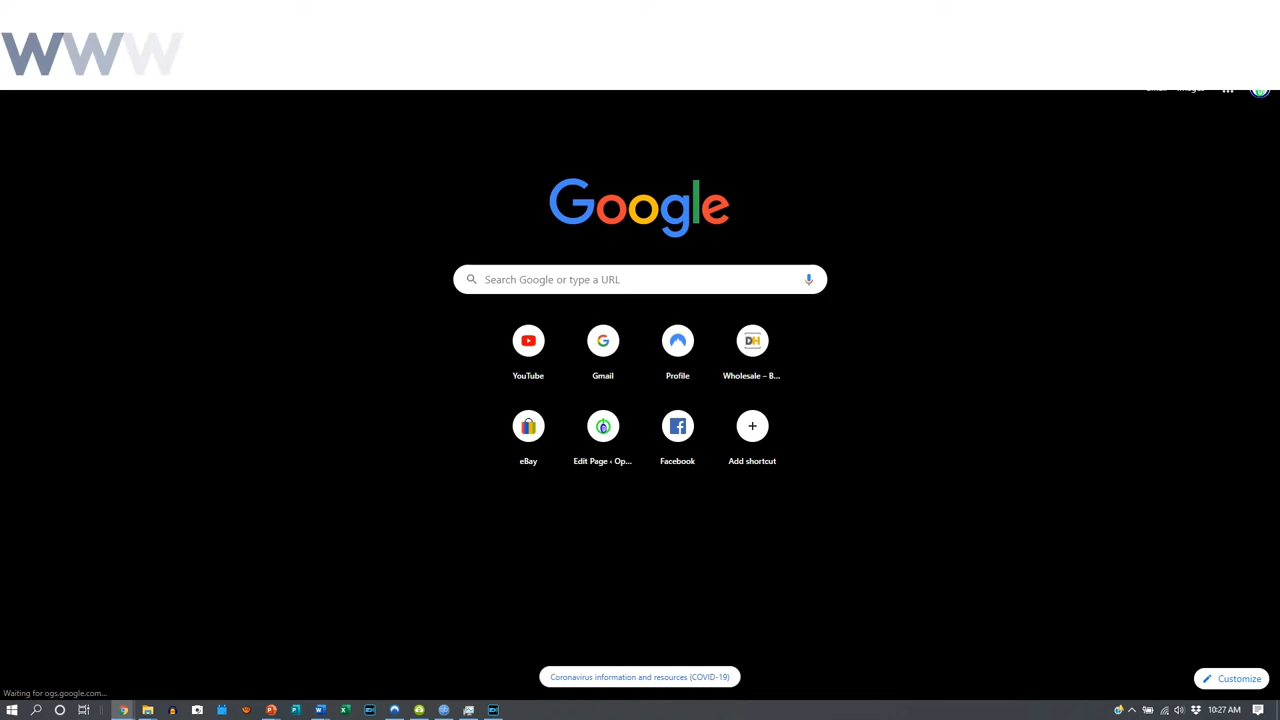 WWW
Google
Search Google or type a URL
YouTube
Gmail
Profile
Wholesale – B...
eBay
Edit Page ‹ Op...
Facebook
Add shortcut
Coronavirus information and resources (COVID-19)
Customize
Waiting for ogs.google.com...
10:27 AM